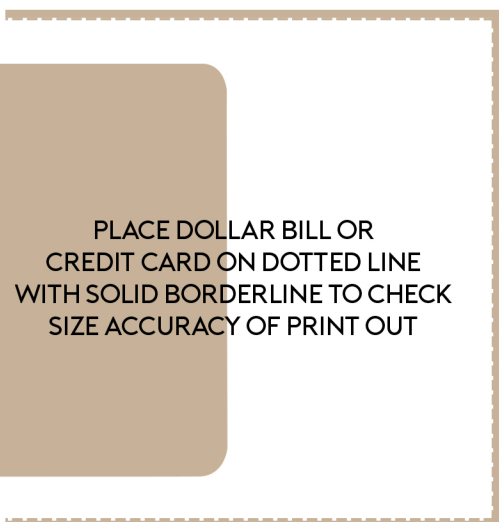 PLACE DOLLAR BILL OR
CREDIT CARD ON DOTTED LINE
WITH SOLID BORDERLINE TO CHECK
SIZE ACCURACY OF PRINT OUT